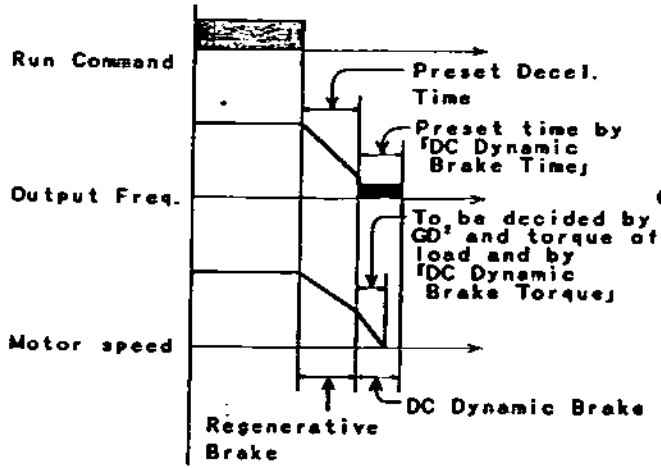 Run Command
Preset Decel.
Time
Preset time by
「DC Dynamic
Brake Time」
Output Freq.
To be decided by
GD² and torque of
load and by
「DC Dynamic
Brake Torque」
Motor speed
DC Dynamic Brake
Regenerative
Brake